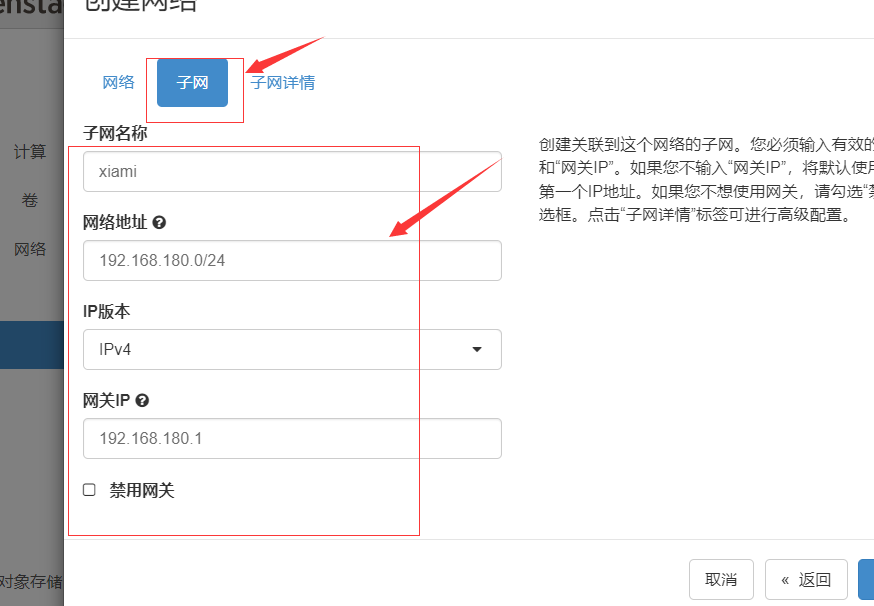 创建网络
网络
子网
子网详情
计算
卷
网络
对象存储
子网名称
xiami
网络地址
192.168.180.0/24
IP版本
IPv4
网关IP
192.168.180.1
禁用网关
创建关联到这个网络的子网。您必须输入有效的
和“网关IP”。如果您不输入“网关IP”，将默认使用
第一个IP地址。如果您不想使用网关，请勾选“禁
选框。点击“子网详情”标签可进行高级配置。
取消
« 返回